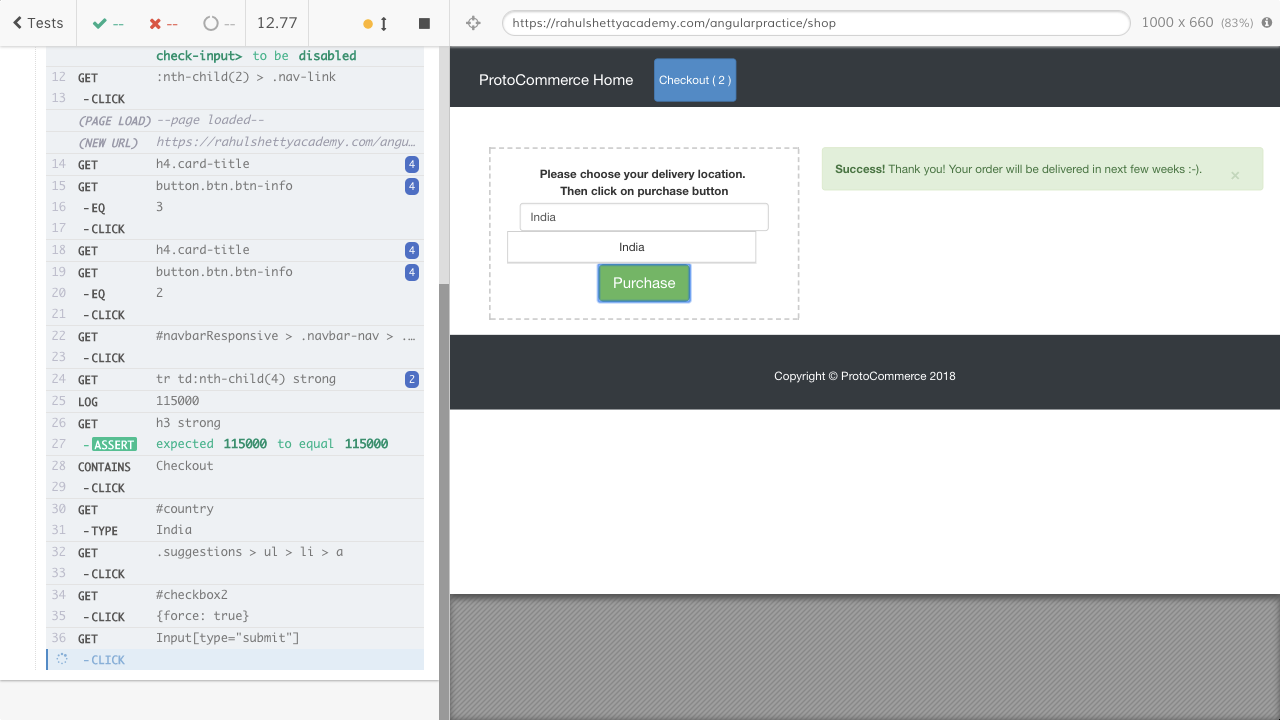 Tests
--
--
--
12.77
https://rahulshettyacademy.com/angularpractice/shop
1000 x 660 (83%)
check-input> to be disabled
12 GET :nth-child(2) > .nav-link
13 -CLICK
(PAGE LOAD) --page loaded--
(NEW URL) https://rahulshettyacademy.com/angu…
14 GET h4.card-title 4
15 GET button.btn.btn-info 4
16 -EQ 3
17 -CLICK
18 GET h4.card-title 4
19 GET button.btn.btn-info 4
20 -EQ 2
21 -CLICK
22 GET #navbarResponsive > .navbar-nav > .…
23 -CLICK
24 GET tr td:nth-child(4) strong 2
25 LOG 115000
26 GET h3 strong
27 -ASSERT expected 115000 to equal 115000
28 CONTAINS Checkout
29 -CLICK
30 GET #country
31 -TYPE India
32 GET .suggestions > ul > li > a
33 -CLICK
34 GET #checkbox2
35 -CLICK {force: true}
36 GET Input[type="submit"]
-CLICK
ProtoCommerce Home
Checkout ( 2 )
Please choose your delivery location.
Then click on purchase button
India
India
Purchase
Success! Thank you! Your order will be delivered in next few weeks :-).
×
Copyright © ProtoCommerce 2018